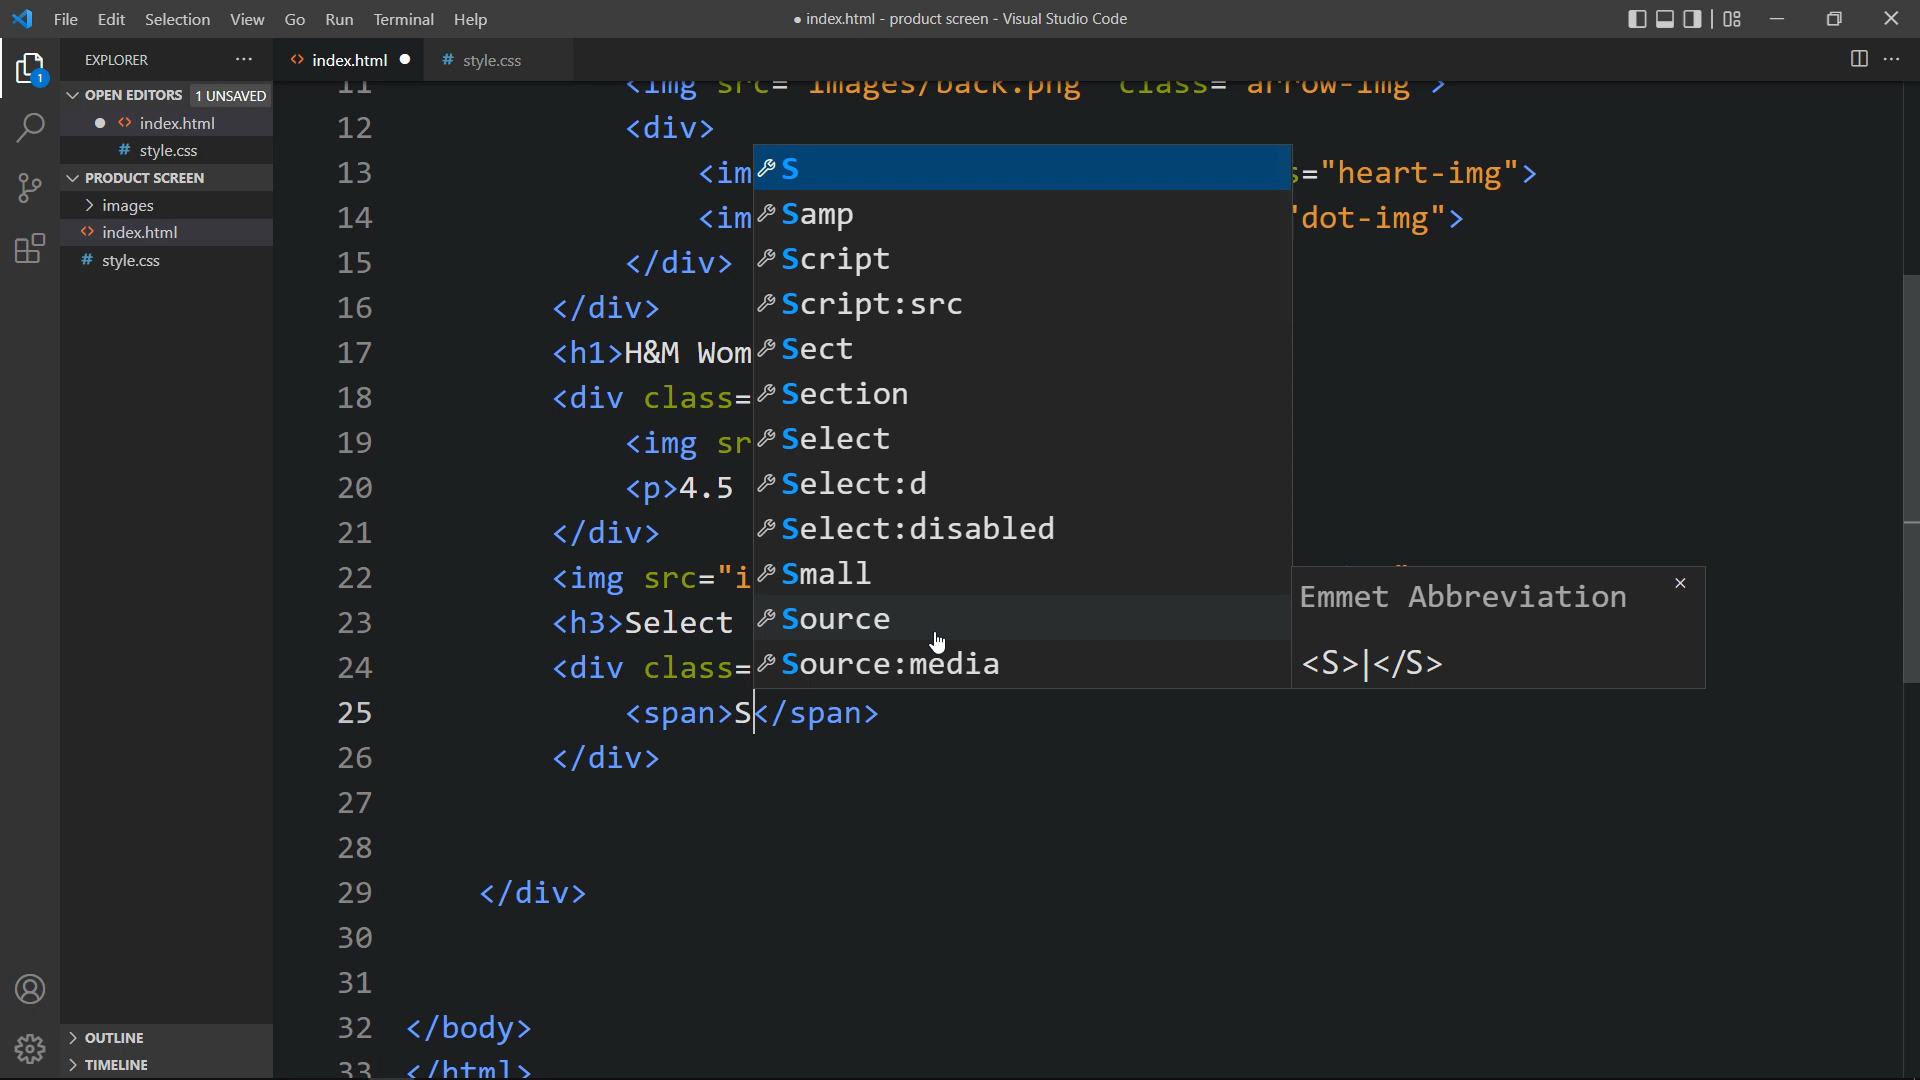 File Edit Selection View Go Run Terminal Help
● index.html - product screen - Visual Studio Code
EXPLORER ···
<> index.html ●
# style.css
OPEN EDITORS 1 UNSAVED
● <> index.html
# style.css
PRODUCT SCREEN
> images
<> index.html
# style.css
OUTLINE
TIMELINE
1
11 <img src="images/back.png" class="arrow-img">
12 <div>
13 <im s="heart-img">
14 <im "dot-img">
15 </div>
16 </div>
17 <h1>H&M Wom
18 <div class=
19 <img sr
20 <p>4.5
21 </div>
22 <img src="i
23 <h3>Select
24 <div class=
25 <span>S</span>
26 </div>
27
28
29 </div>
30
31
32 </body>
33 </html>
S
Samp
Script
Script:src
Sect
Section
Select
Select:d
Select:disabled
Small
Source
Source:media
Emmet Abbreviation
<S>|</S>